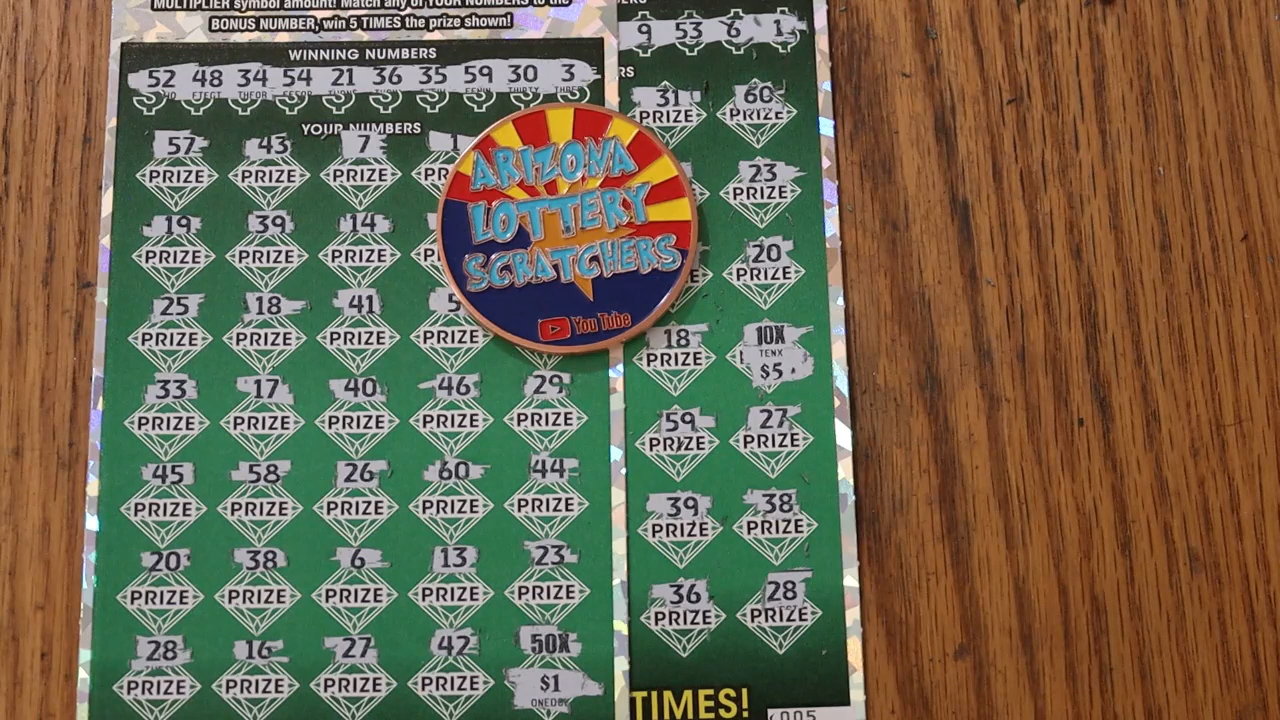 MULTIPLIER symbol amount! Match any of YOUR NUMBERS to the
BONUS NUMBER, win 5 TIMES the prize shown!
WINNING NUMBERS
52 48 34 54 21 36 35 59 30 3
YOUR NUMBERS
57 43 7
PRIZE PRIZE PRIZE
19 39 14
PRIZE PRIZE PRIZE
25 18 41
PRIZE PRIZE PRIZE
33 17 40 46 29
PRIZE PRIZE PRIZE PRIZE PRIZE
45 58 26 60 44
PRIZE PRIZE PRIZE PRIZE PRIZE
20 38 6 13 23
PRIZE PRIZE PRIZE PRIZE PRIZE
28 16 27 42 50X
PRIZE PRIZE PRIZE PRIZE $1
ARIZONA
LOTTERY
SCRATCHERS
YouTube
9 53 6 1
31 60
PRIZE PRIZE
23
PRIZE
20
PRIZE
18 10X
TENX
PRIZE $5
59 27
PRIZE PRIZE
39 38
PRIZE PRIZE
36 28
PRIZE PRIZE
TIMES!
005